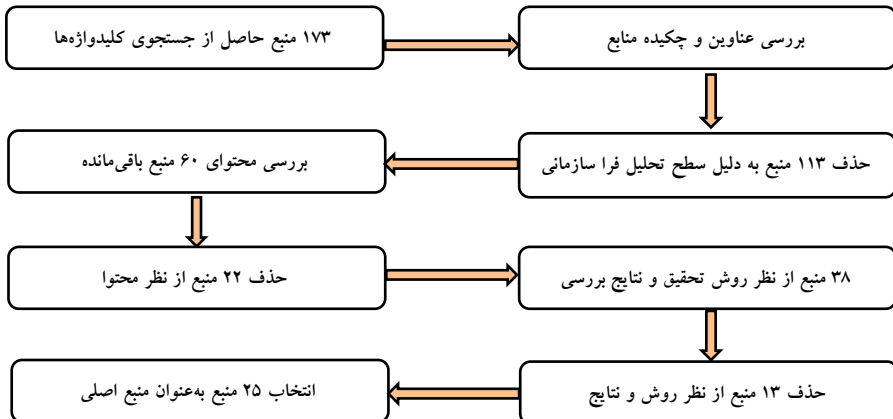 ۱۷۳ منبع حاصل از جستجوی کلیدواژه‌ها
بررسی عناوین و چکیده منابع
حذف ۱۱۳ منبع به دلیل سطح تحلیل فرا سازمانی
بررسی محتوای ۶۰ منبع باقی‌مانده
حذف ۲۲ منبع از نظر محتوا
۳۸ منبع از نظر روش تحقیق و نتایج بررسی
حذف ۱۳ منبع از نظر روش و نتایج
انتخاب ۲۵ منبع به‌عنوان منبع اصلی